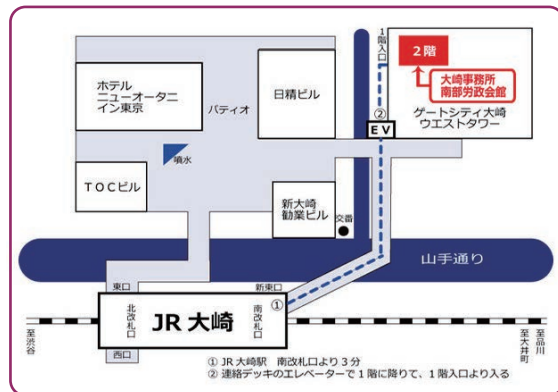 ホテル
ニューオータニ
イン東京
パティオ
日精ビル
1階入口
②
EV
2階
大崎事務所
南部労政会館
ゲートシティ大崎
ウエストタワー
噴水
TOCビル
新大崎
勧業ビル
交番
山手通り
東口
新東口
北改札口
JR 大崎
南改札口
①
西口
至渋谷
至大井町
至品川
① JR 大崎駅 南改札口より 3 分
② 連絡デッキのエレベーターで 1 階に降りて、1 階入口より入る